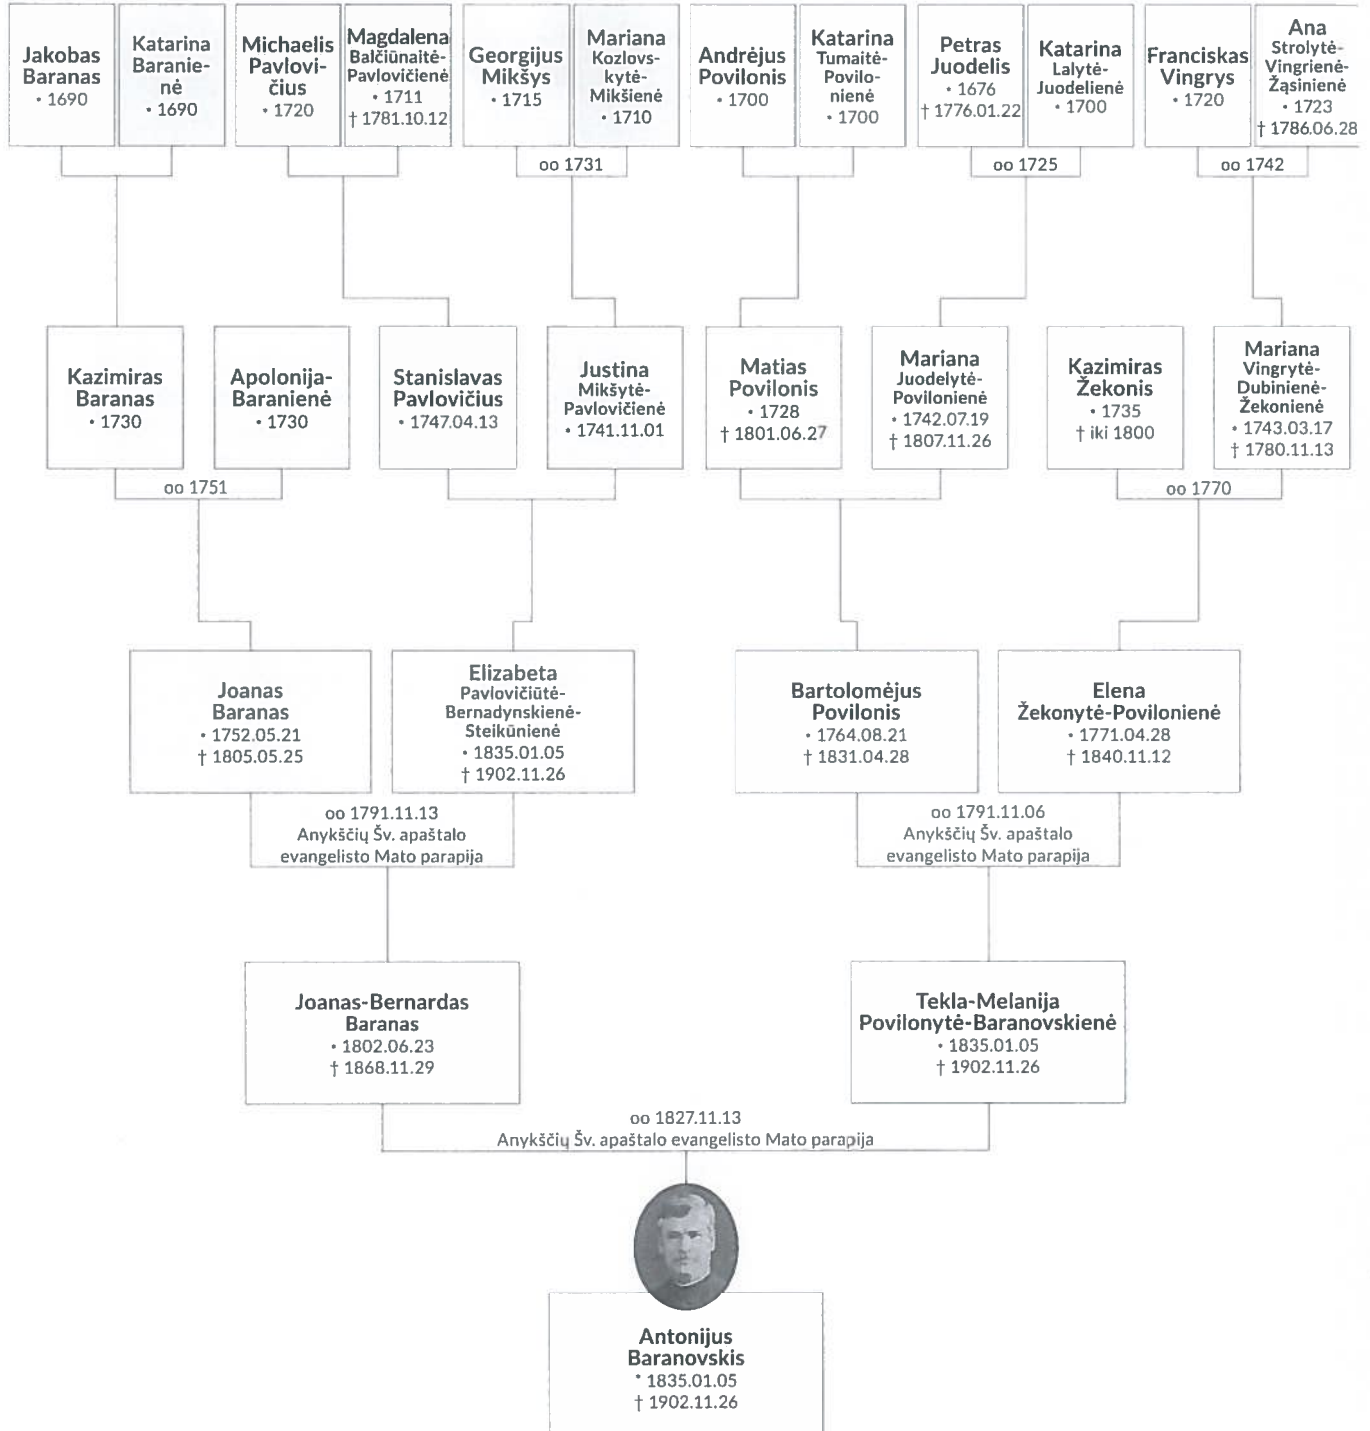 Jakobas
Baranas
• 1690
Katarina
Baranie-
nė
• 1690
Michaelis
Pavlovi-
čius
• 1720
Magdalena
Balčiūnaitė-
Pavlovičienė
• 1711
† 1781.10.12
Georgijus
Mikšys
• 1715
Mariana
Kozlovs-
kytė-
Mikšienė
• 1710
Andrėjus
Povilonis
• 1700
Katarina
Tumaitė-
Povilo-
nienė
• 1700
Petras
Juodelis
• 1676
† 1776.01.22
Katarina
Lalytė-
Juodelienė
• 1700
Franciskas
Vingrys
• 1720
Ana
Strolytė-
Vingrienė-
Žąsinienė
• 1723
† 1786.06.28
oo 1731
oo 1725
oo 1742
Kazimiras
Baranas
• 1730
Apolonija-
Baranienė
• 1730
Stanislavas
Pavlovičius
• 1747.04.13
Justina
Mikšytė-
Pavlovičienė
• 1741.11.01
Matias
Povilonis
• 1728
† 1801.06.27
Mariana
Juodelytė-
Povilonienė
• 1742.07.19
† 1807.11.26
Kazimiras
Žekonis
• 1735
† iki 1800
Mariana
Vingrytė-
Dubinienė-
Žekonienė
• 1743.03.17
† 1780.11.13
oo 1751
oo 1770
Joanas
Baranas
• 1752.05.21
† 1805.05.25
Elizabeta
Pavlovičiūtė-
Bernadynskienė-
Steikūnienė
• 1835.01.05
† 1902.11.26
Bartolomėjus
Povilonis
• 1764.08.21
† 1831.04.28
Elena
Žekonytė-Povilonienė
• 1771.04.28
† 1840.11.12
oo 1791.11.13
Anykščių Šv. apaštalo
evangelisto Mato parapija
oo 1791.11.06
Anykščių Šv. apaštalo
evangelisto Mato parapija
Joanas-Bernardas
Baranas
• 1802.06.23
† 1868.11.29
Tekla-Melanija
Povilonytė-Baranovskienė
• 1835.01.05
† 1902.11.26
oo 1827.11.13
Anykščių Šv. apaštalo evangelisto Mato parapija
Antonijus
Baranovskis
* 1835.01.05
† 1902.11.26